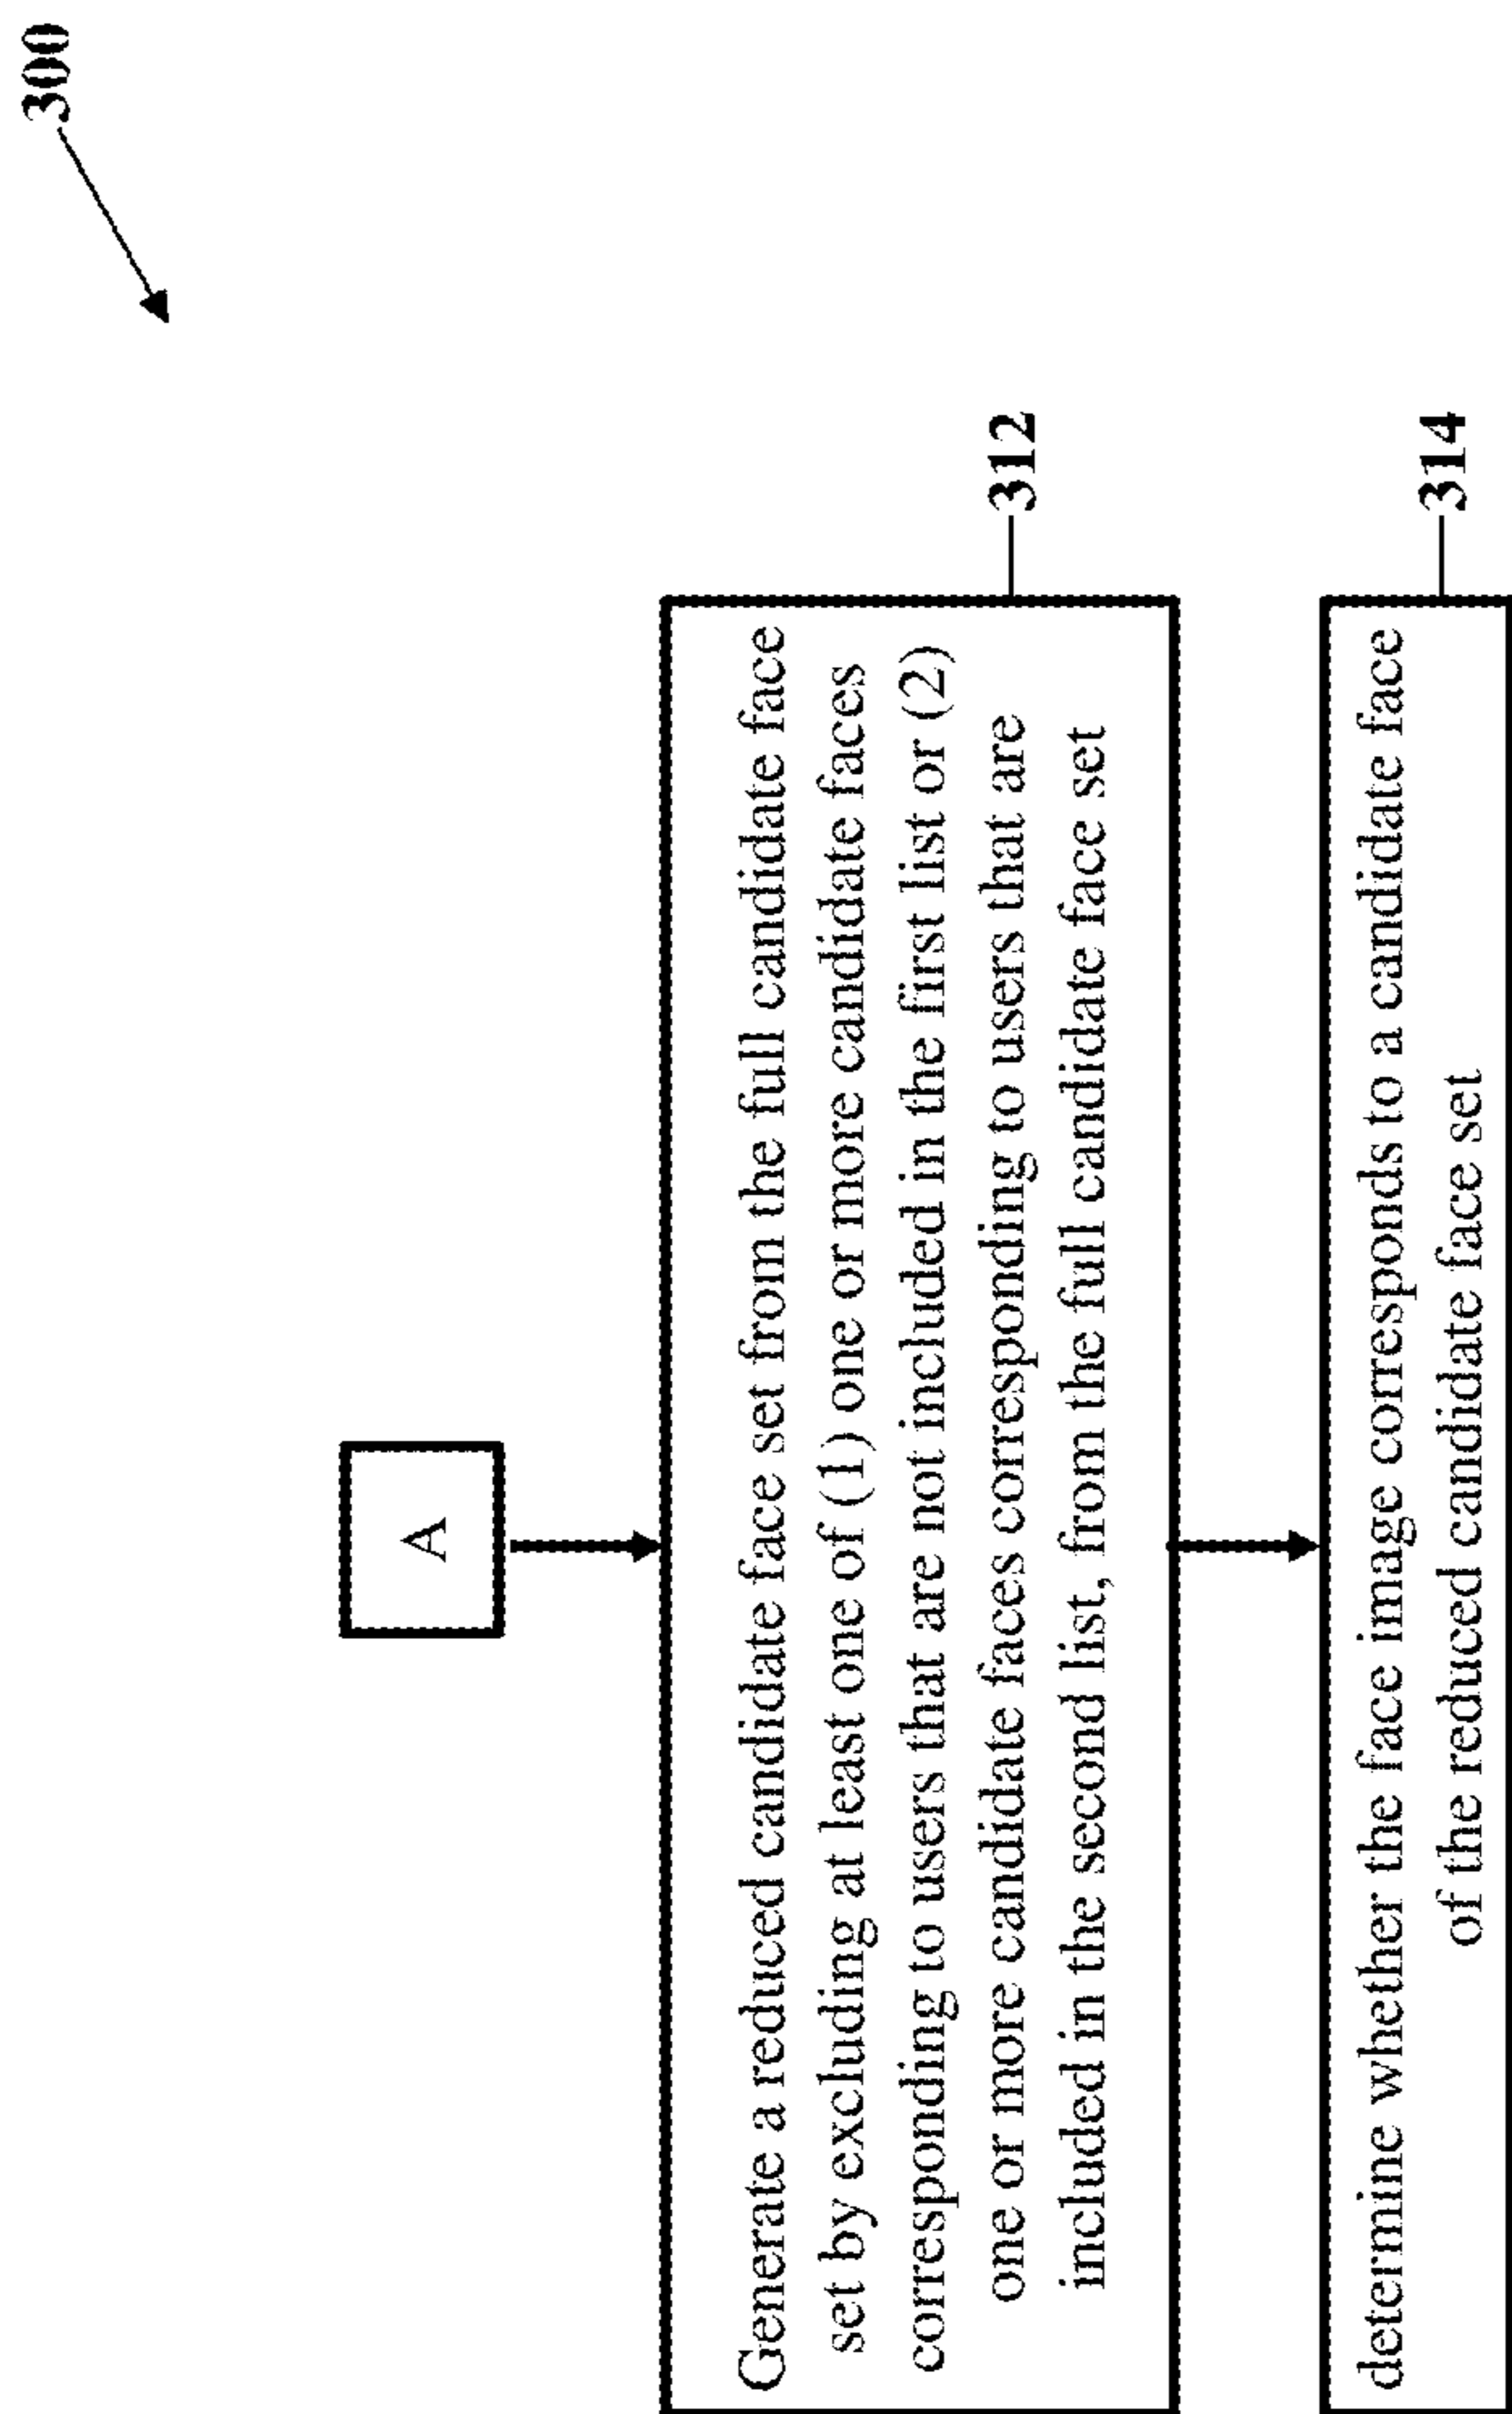 300
A
Generate a reduced candidate face set from the full candidate face
set by excluding at least one of (1) one or more candidate faces
corresponding to users that are not included in the first list or (2)
one or more candidate faces corresponding to users that are
included in the second list, from the full candidate face set
312
determine whether the face image corresponds to a candidate face
of the reduced candidate face set
314